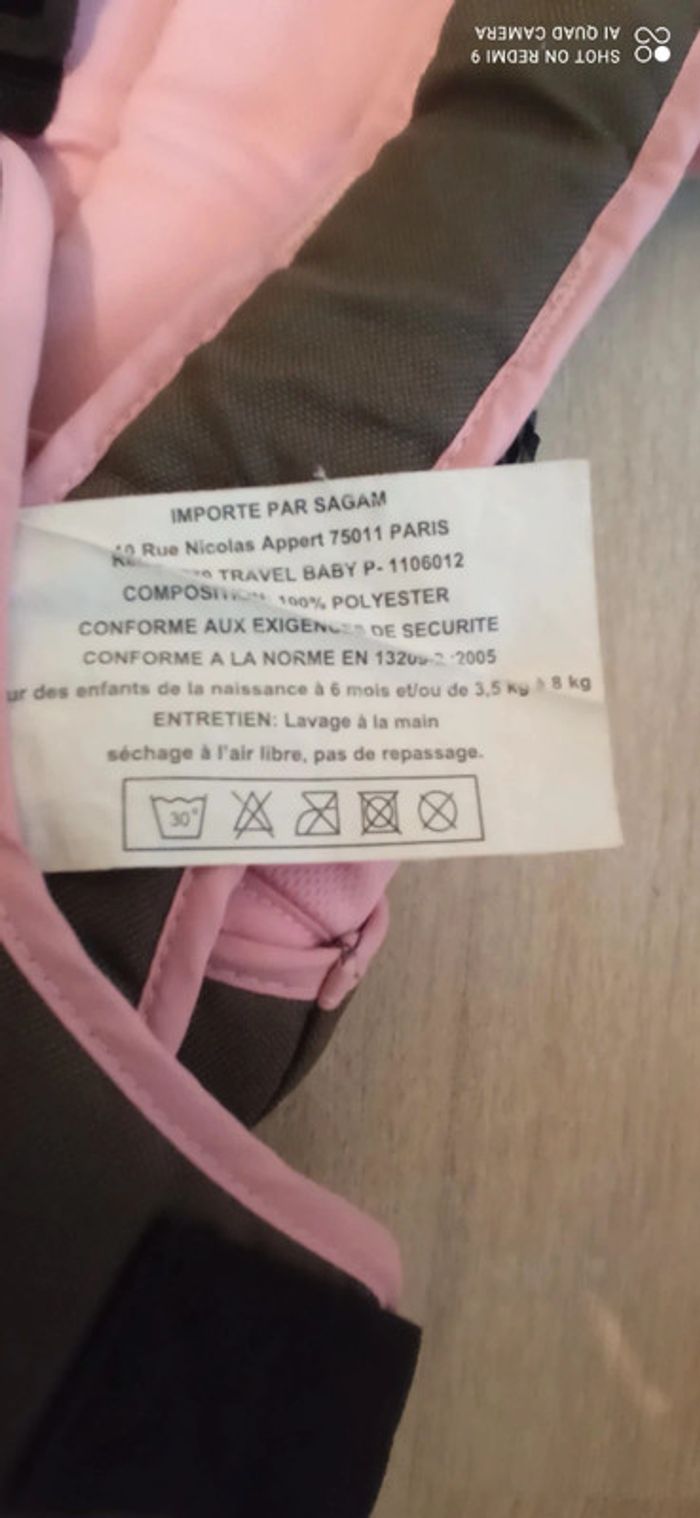 SHOT ON REDMI 9
AI QUAD CAMERA
IMPORTE PAR SAGAM
Rue Nicolas Appert 75011 PARIS
TRAVEL BABY P- 1106012
100% POLYESTER
CONFORME AUX EXIGENCES DE SECURITE
CONFORME A LA NORME EN 2005
des enfants de la naissance à 6 mois et/ou de 3,5 kg à 8 kg
ENTRETIEN: Lavage à la main
séchage à l'air libre, pas de repassage.
30°